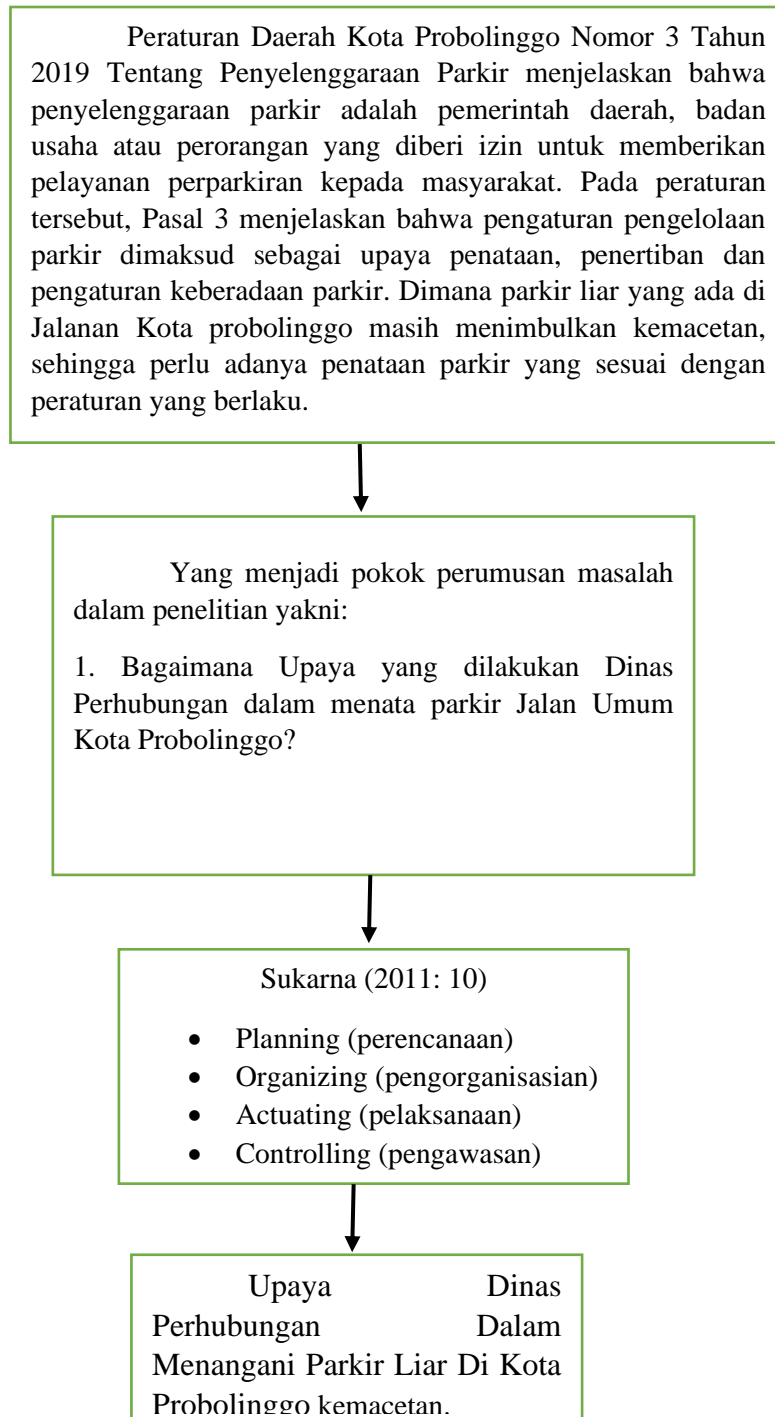 Peraturan Daerah Kota Probolinggo Nomor 3 Tahun
2019 Tentang Penyelenggaraan Parkir menjelaskan bahwa
penyelenggaraan parkir adalah pemerintah daerah, badan
usaha atau perorangan yang diberi izin untuk memberikan
pelayanan perparkiran kepada masyarakat. Pada peraturan
tersebut, Pasal 3 menjelaskan bahwa pengaturan pengelolaan
parkir dimaksud sebagai upaya penataan, penertiban dan
pengaturan keberadaan parkir. Dimana parkir liar yang ada di
Jalanan Kota probolinggo masih menimbulkan kemacetan,
sehingga perlu adanya penataan parkir yang sesuai dengan
peraturan yang berlaku.
Yang menjadi pokok perumusan masalah
dalam penelitian yakni:
1. Bagaimana Upaya yang dilakukan Dinas
Perhubungan dalam menata parkir Jalan Umum
Kota Probolinggo?
Sukarna (2011: 10)
• Planning (perencanaan)
• Organizing (pengorganisasian)
• Actuating (pelaksanaan)
• Controlling (pengawasan)
Upaya Dinas
Perhubungan Dalam
Menangani Parkir Liar Di Kota
Probolinggo kemacetan.